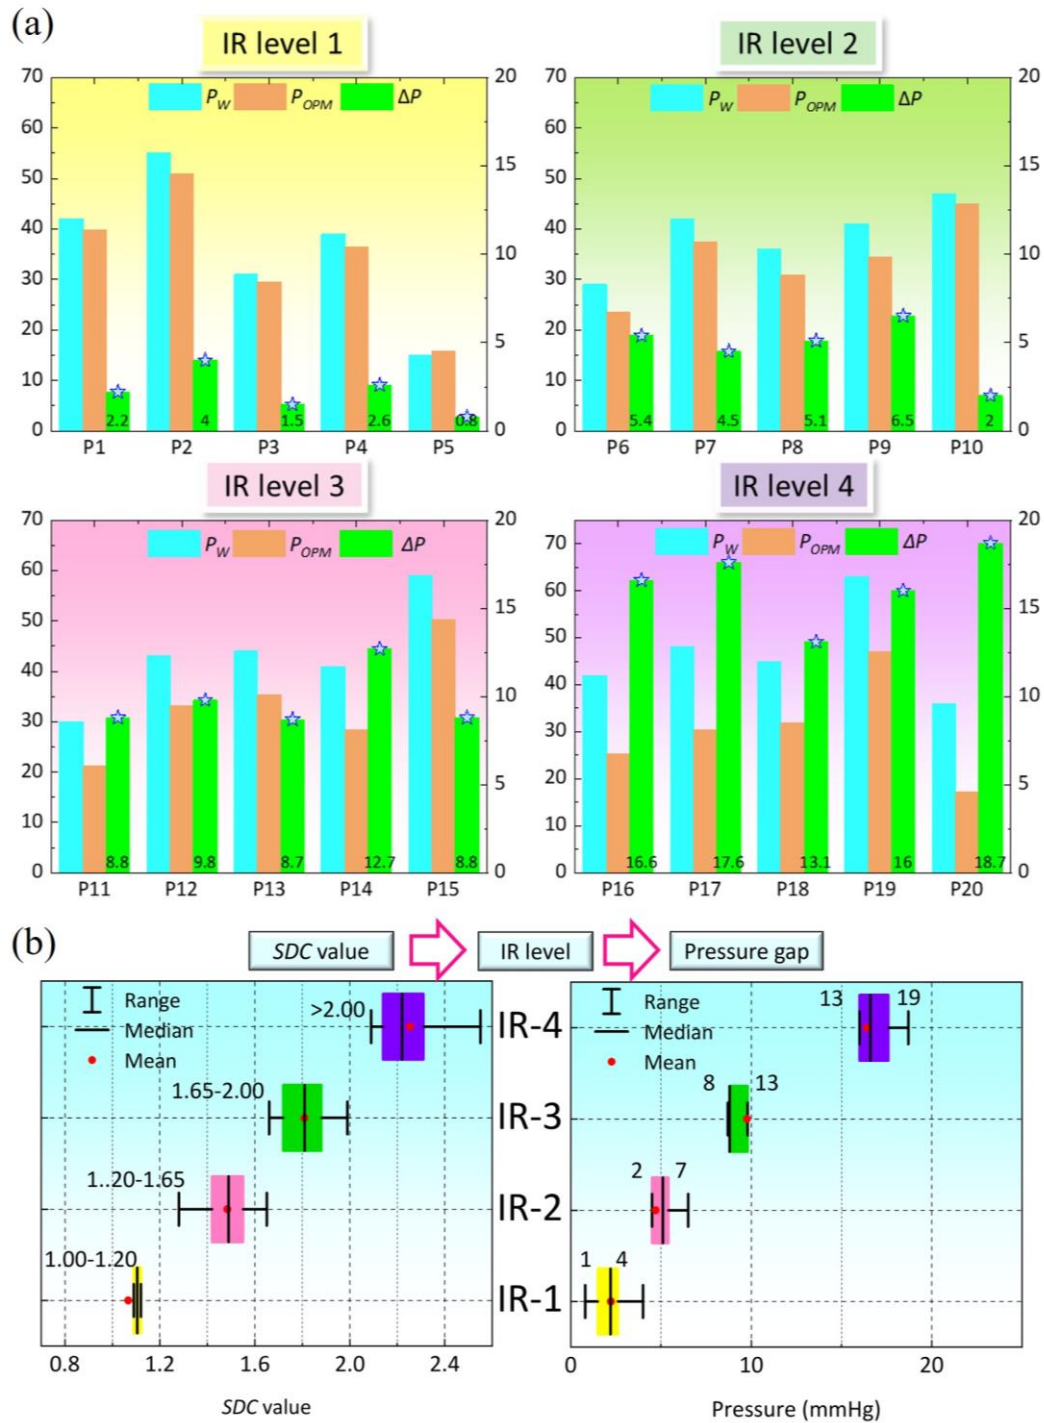 (a)
IR level 1
IR level 2
70
60
50
40
30
20
10
0
P_W
P_OPM
ΔP
20
15
10
5
0
2.2
4
1.5
2.6
0.8
P1
P2
P3
P4
P5
70
60
50
40
30
20
10
0
P_W
P_OPM
ΔP
20
15
10
5
0
5.4
4.5
5.1
6.5
2
P6
P7
P8
P9
P10
IR level 3
IR level 4
70
60
50
40
30
20
10
0
P_W
P_OPM
ΔP
20
15
10
5
0
8.8
9.8
8.7
12.7
8.8
P11
P12
P13
P14
P15
70
60
50
40
30
20
10
0
P_W
P_OPM
ΔP
20
15
10
5
0
16.6
17.6
13.1
16
18.7
P16
P17
P18
P19
P20
(b)
SDC value
IR level
Pressure gap
Range
Median
Mean
>2.00
1.65-2.00
1..20-1.65
1.00-1.20
0.8
1.2
1.6
2.0
2.4
SDC value
IR-4
IR-3
IR-2
IR-1
Range
Median
Mean
13
19
8
13
2
7
1
4
0
10
20
Pressure (mmHg)